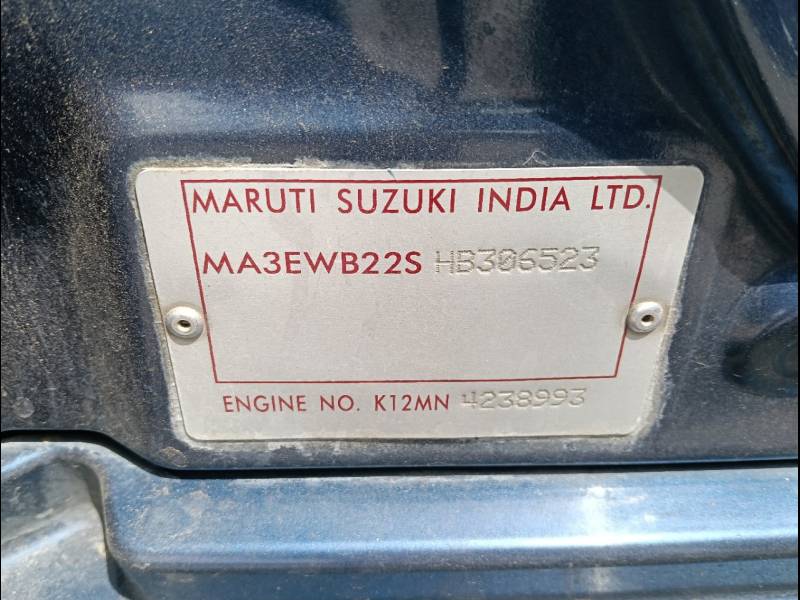 MARUTI SUZUKI INDIA LTD.
MA3EWB22S HB306523
ENGINE NO. K12MN 4238993